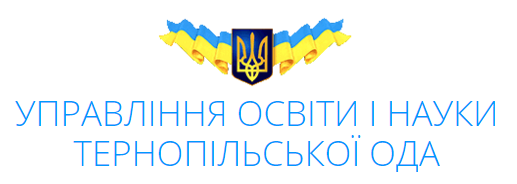 УПРАВЛІННЯ ОСВІТИ І НАУКИ
ТЕРНОПІЛЬСЬКОЇ ОДА